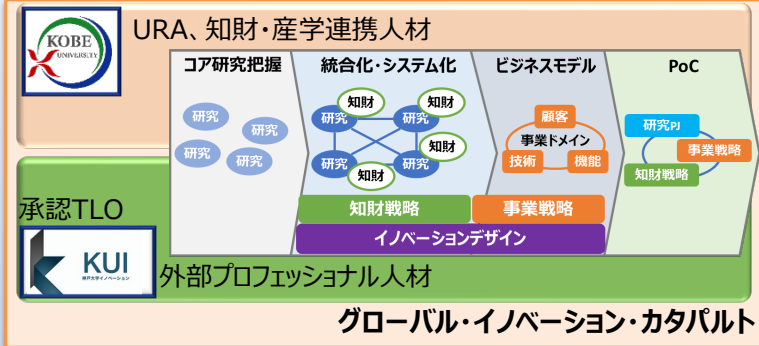 KOBE
UNIVERSITY
URA、知財・産学連携人材
コア研究把握
統合化・システム化
ビジネスモデル
PoC
研究
研究
研究
研究
研究
知財
研究
知財
研究
知財
研究
知財
研究
顧客
事業ドメイン
技術
機能
研究PJ
事業戦略
知財戦略
知財戦略
事業戦略
イノベーションデザイン
承認TLO
KUI
神戸大学イノベーション
外部プロフェッショナル人材
グローバル・イノベーション・カタパルト